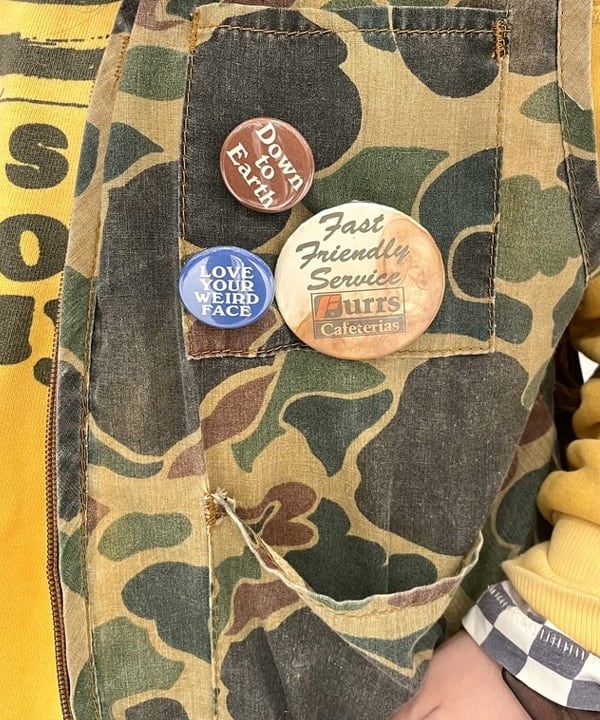 Down
to
Earth
LOVE
YOUR
WEIRD
FACE
Fast
Friendly
Service
Furrs
Cafeterias